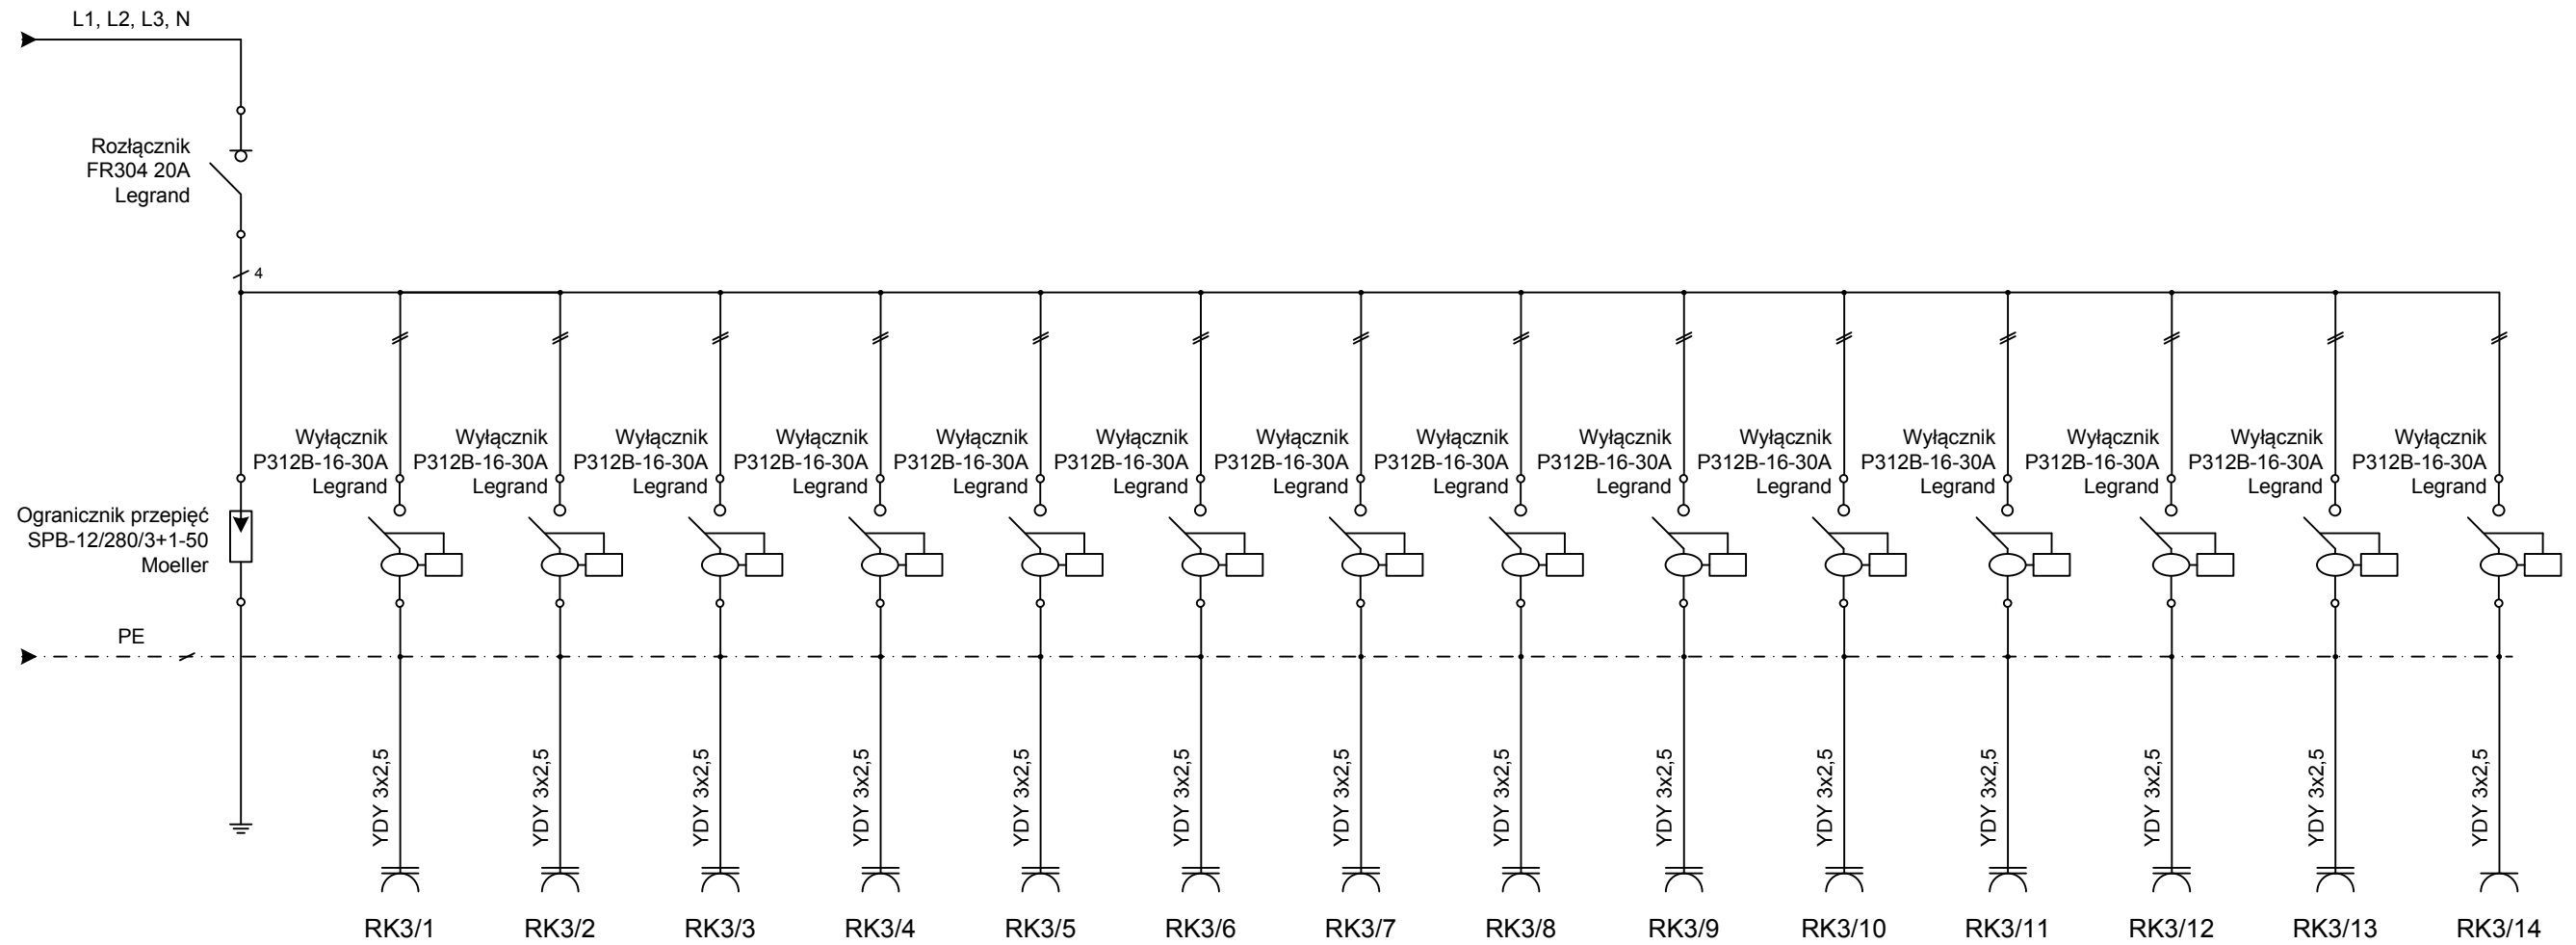 L1, L2, L3, N
Rozłącznik
FR304 20A
Legrand
4
Wyłącznik
P312B-16-30A
Legrand
Wyłącznik
P312B-16-30A
Legrand
Wyłącznik
P312B-16-30A
Legrand
Wyłącznik
P312B-16-30A
Legrand
Wyłącznik
P312B-16-30A
Legrand
Wyłącznik
P312B-16-30A
Legrand
Wyłącznik
P312B-16-30A
Legrand
Wyłącznik
P312B-16-30A
Legrand
Wyłącznik
P312B-16-30A
Legrand
Wyłącznik
P312B-16-30A
Legrand
Wyłącznik
P312B-16-30A
Legrand
Wyłącznik
P312B-16-30A
Legrand
Wyłącznik
P312B-16-30A
Legrand
Wyłącznik
P312B-16-30A
Legrand
Ogranicznik przepięć
SPB-12/280/3+1-50
Moeller
PE
YDY 3x2,5
YDY 3x2,5
YDY 3x2,5
YDY 3x2,5
YDY 3x2,5
YDY 3x2,5
YDY 3x2,5
YDY 3x2,5
YDY 3x2,5
YDY 3x2,5
YDY 3x2,5
YDY 3x2,5
YDY 3x2,5
YDY 3x2,5
RK3/1
RK3/2
RK3/3
RK3/4
RK3/5
RK3/6
RK3/7
RK3/8
RK3/9
RK3/10
RK3/11
RK3/12
RK3/13
RK3/14